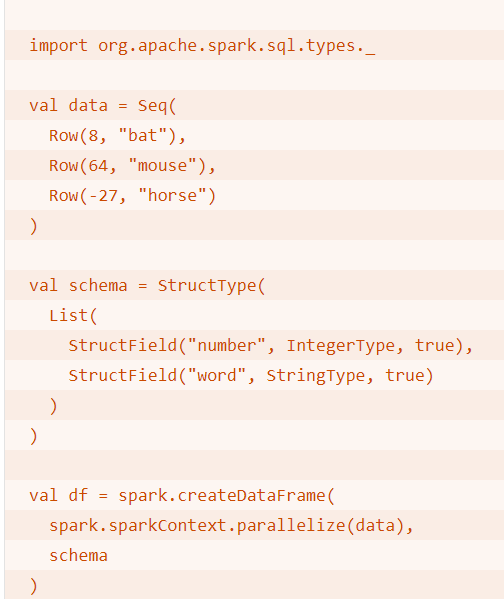 import org.apache.spark.sql.types._
val data = Seq(
  Row(8, "bat"),
  Row(64, "mouse"),
  Row(-27, "horse")
)
val schema = StructType(
  List(
    StructField("number", IntegerType, true),
    StructField("word", StringType, true)
  )
)
val df = spark.createDataFrame(
  spark.sparkContext.parallelize(data),
  schema
)